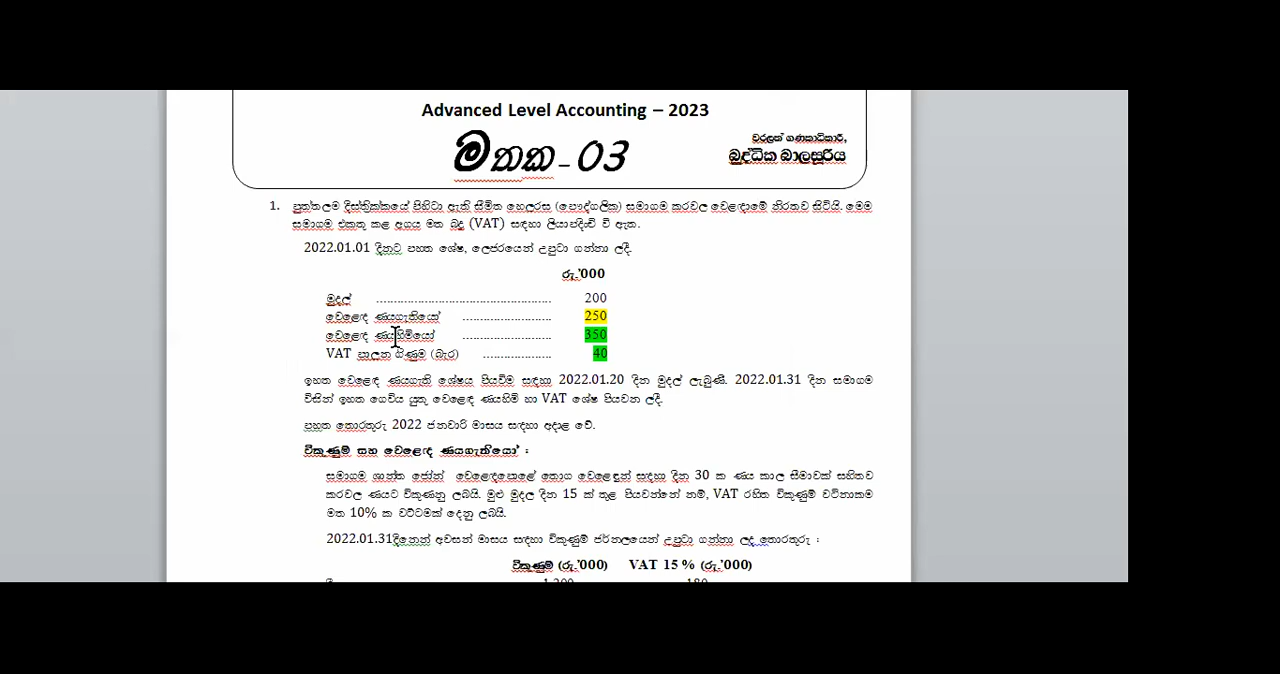 Advanced Level Accounting – 2023
මතක - 03
වරලත් ගණකාධිකාරී,
බුද්ධික බාලසූරිය
1. පුත්තලම දිස්ත්‍රික්කයේ පිහිටා ඇති සීමිත හෙලරස (පෞද්ගලික) සමාගම කරවල වෙළඳාමේ නිරතව සිටියි. මෙම
සමාගම එකතු කළ අගය මත බදු (VAT) සඳහා ලියාපදිංචි වී ඇත.
2022.01.01 දිනට පහත ශේෂ, ලෙජරයෙන් උපුටා ගන්නා ලදී.
රු.'000
මුදල් ........................................................ 200
වෙළෙඳ ණයගැතියෝ ............................ 250
වෙළෙඳ ණයහිමියෝ ............................ 350
VAT පාලන ගිණුම (බැර) ...................... 40
ඉහත වෙළෙඳ ණයගැති ශේෂය පියවීම සඳහා 2022.01.20 දින මුදල් ලැබුණි. 2022.01.31 දින සමාගම
විසින් ඉහත ගෙවිය යුතු වෙළෙඳ ණයහිමි හා VAT ශේෂ පියවන ලදී.
පහත තොරතුරු 2022 ජනවාරි මාසය සඳහා අදාළ වේ.
විකුණුම් සහ වෙළෙඳ ණයගැතියෝ :
සමාගම ශාන්ත ජෝන් වෙළෙඳපොළේ තොග වෙළෙඳුන් සඳහා දින 30 ක ණය කාල සීමාවක් සහිතව
කරවල ණයට විකුණනු ලබයි. මුළු මුදල දින 15 ක් තුළ පියවන්නේ නම්, VAT රහිත විකුණුම් වටිනාකම
මත 10% ක වට්ටමක් දෙනු ලබයි.
2022.01.31දිනෙන් අවසන් මාසය සඳහා විකුණුම් ජර්නලයෙන් උපුටා ගන්නා ලද තොරතුරු :
විකුණුම් (රු.'000) VAT 15 % (රු.'000)
1,200 180